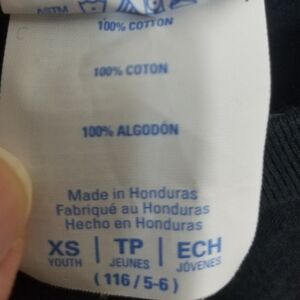 ASTM
100% COTTON
100% COTON
100% ALGODÓN
Made in Honduras
Fabriqué au Honduras
Hecho en Honduras
XS | TP | ECH
YOUTH JEUNES JÓVENES
( 116 / 5-6 )